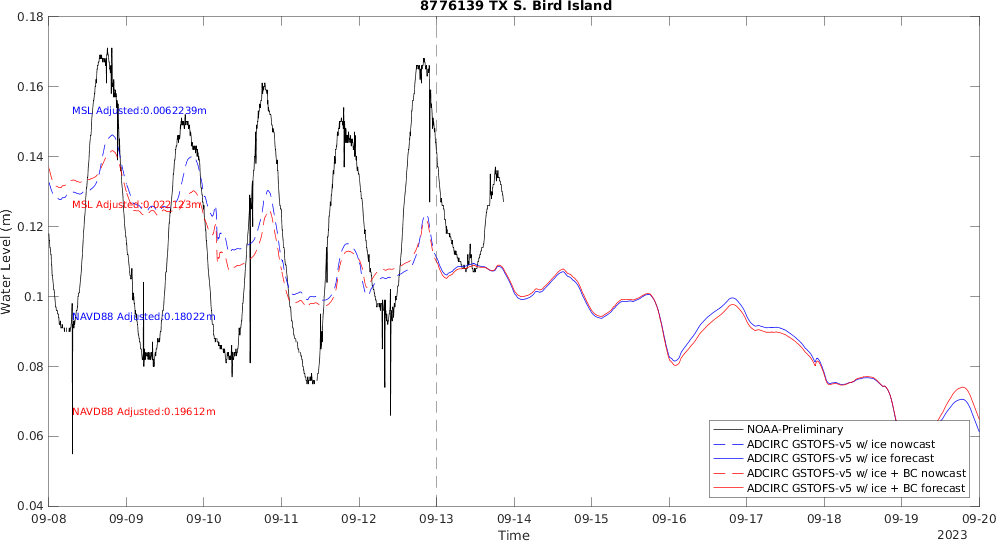 8776139 TX S. Bird Island
0.18
0.16
0.14
0.12
0.1
0.08
0.06
0.04
Water Level (m)
MSL Adjusted:0.0062239m
MSL Adjusted:0.022123m
NAVD88 Adjusted:0.18022m
NAVD88 Adjusted:0.19612m
NOAA-Preliminary
ADCIRC GSTOFS-v5 w/ ice nowcast
ADCIRC GSTOFS-v5 w/ ice forecast
ADCIRC GSTOFS-v5 w/ ice + BC nowcast
ADCIRC GSTOFS-v5 w/ ice + BC forecast
09-08 09-09 09-10 09-11 09-12 09-13 09-14 09-15 09-16 09-17 09-18 09-19 09-20
Time
2023